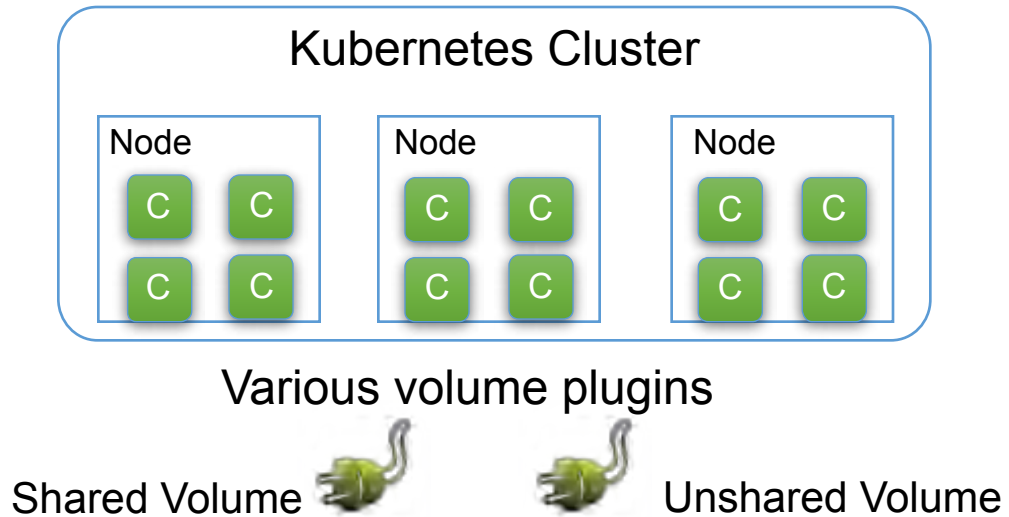 Kubernetes Cluster
Node Node Node
C C C C C C
C C C C C C
Various volume plugins
Shared Volume Unshared Volume